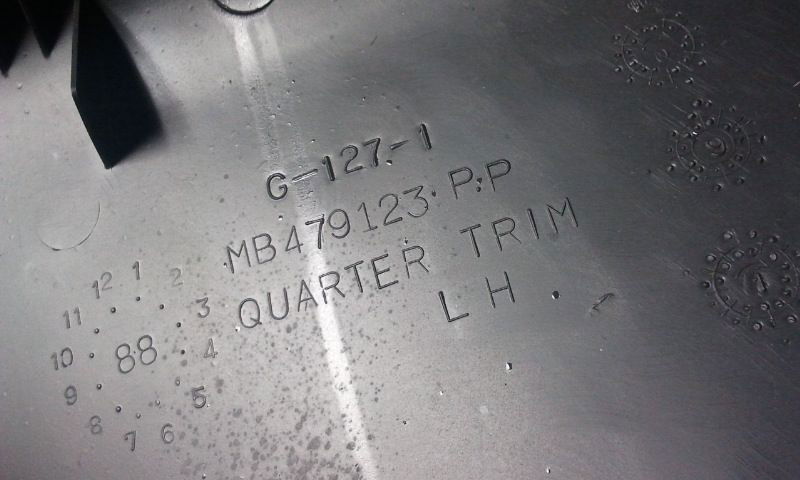 G-127-1
MB479123 P.P
QUARTER TRIM
LH.
12 1 2
11 3
10 88 4
9 5
8 7 6